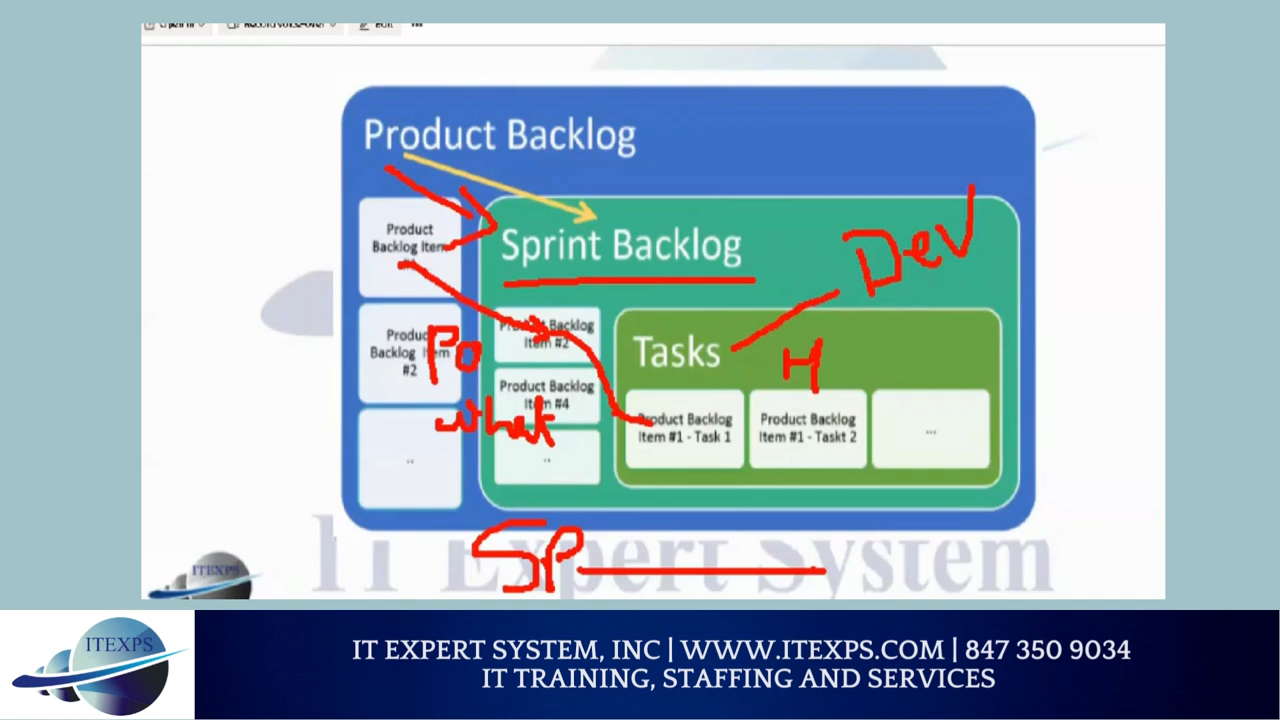 Product Backlog
Product
Backlog Item
Sprint Backlog
Dev
Product
Backlog Item
#2
PO
what
..
Product Backlog
Item #2
Product Backlog
Item #4
..
Tasks
H
Product Backlog
Item #1 - Task 1
Product Backlog
Item #1 - Taskt 2
...
SP
IT Expert System
ITEXPS
ITEXPS
IT EXPERT SYSTEM, INC | WWW.ITEXPS.COM | 847 350 9034
IT TRAINING, STAFFING AND SERVICES